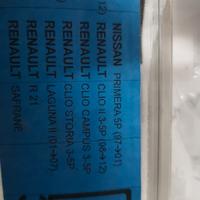 NISSAN PRIMERA 5P (97→01)
12) RENAULT CLIO II 3-5P (98→12)
RENAULT CLIO CAMPUS 3-5P
RENAULT CLIO STORIA 3-5P
RENAULT LAGUNA II (01→07)
RENAULT R 21
RENAULT SAFRANE